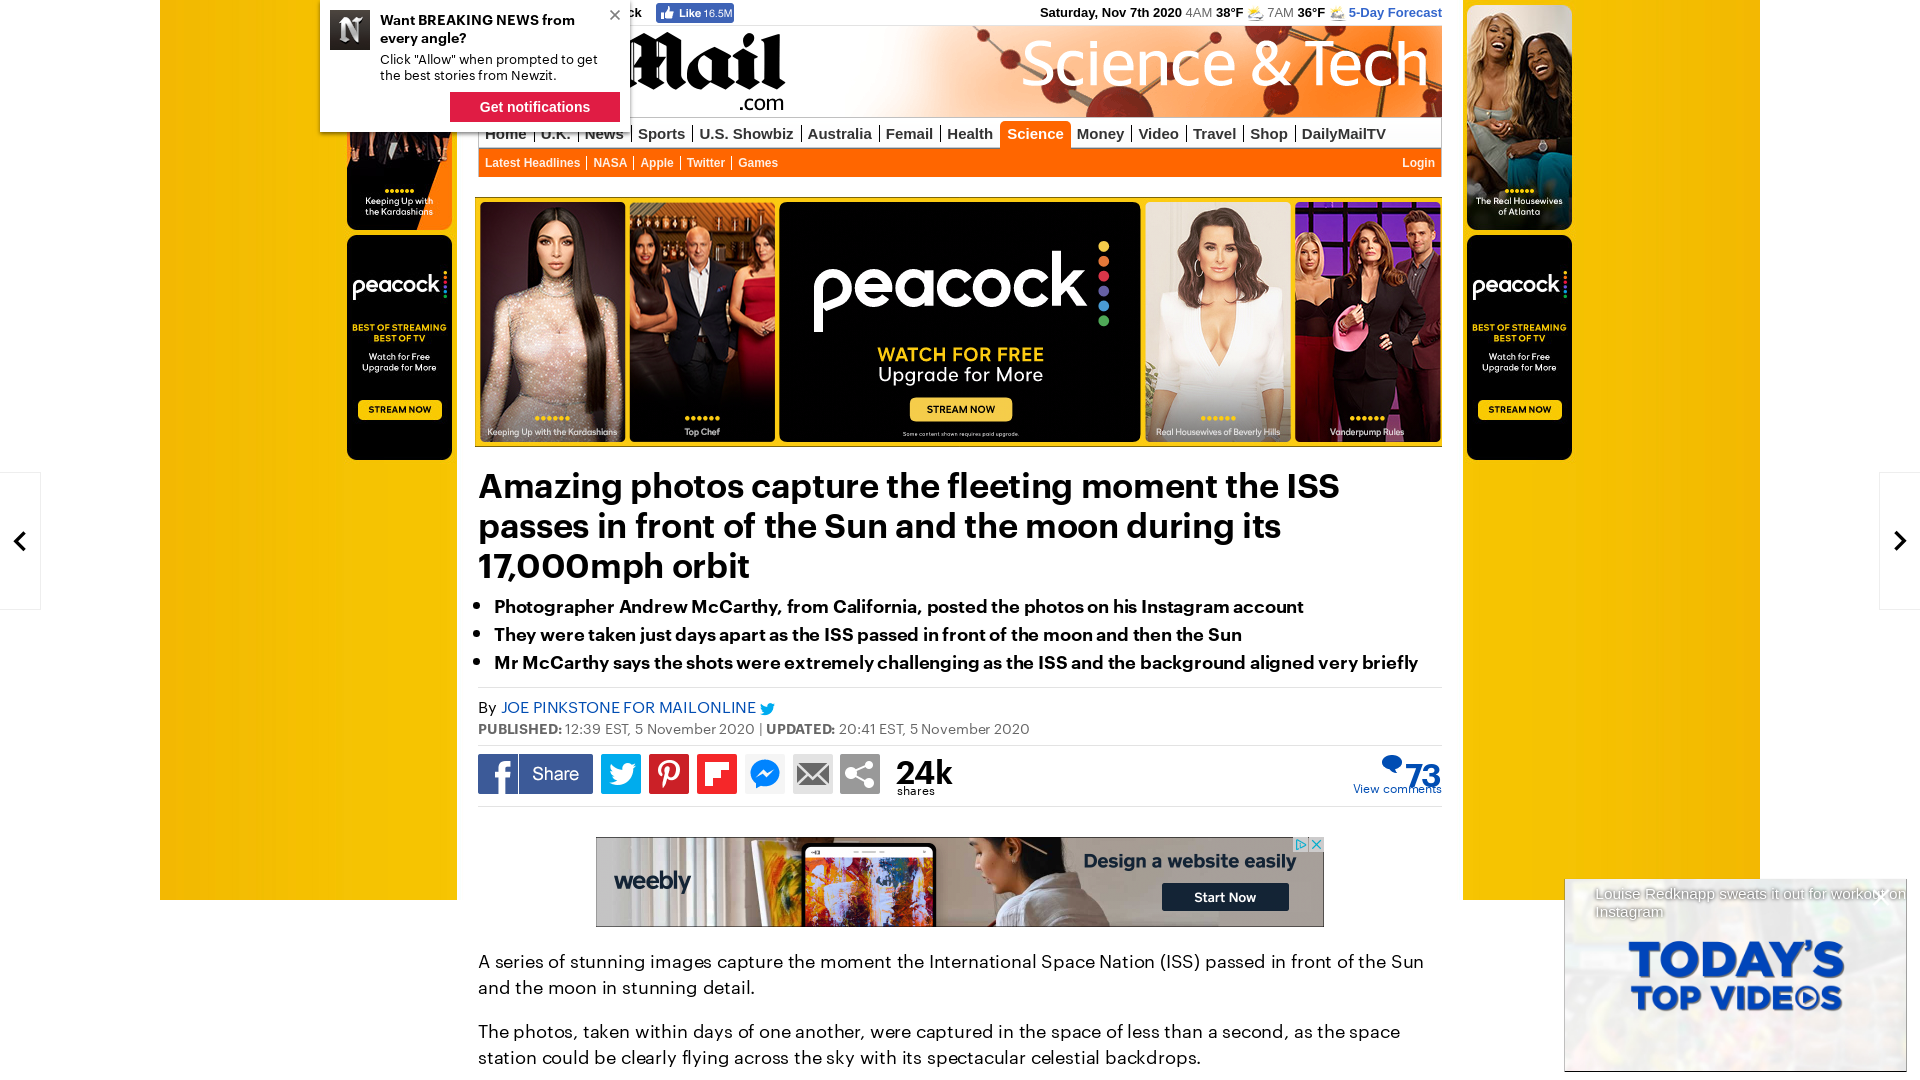 Want BREAKING NEWS from
every angle?
Click "Allow" when prompted to get
the best stories from Newzit.
Get notifications
ck
Like 16.5M
Saturday, Nov 7th 2020 4AM 38°F 7AM 36°F 5-Day Forecast
Mail
.com
Science & Tech
Home U.K. News Sports U.S. Showbiz Australia Femail Health Science Money Video Travel Shop DailyMailTV
Latest Headlines NASA Apple Twitter Games Login
Keeping Up with
the Kardashians
peacock
BEST OF STREAMING
BEST OF TV
Watch for Free
Upgrade for More
STREAM NOW
Keeping Up with the Kardashians
Top Chef
peacock
WATCH FOR FREE
Upgrade for More
STREAM NOW
Some content shown requires paid upgrade.
Real Housewives of Beverly Hills
Vanderpump Rules
The Real Housewives
of Atlanta
peacock
BEST OF STREAMING
BEST OF TV
Watch for Free
Upgrade for More
STREAM NOW
Amazing photos capture the fleeting moment the ISS
passes in front of the Sun and the moon during its
17,000mph orbit
Photographer Andrew McCarthy, from California, posted the photos on his Instagram account
They were taken just days apart as the ISS passed in front of the moon and then the Sun
Mr McCarthy says the shots were extremely challenging as the ISS and the background aligned very briefly
By JOE PINKSTONE FOR MAILONLINE
PUBLISHED: 12:39 EST, 5 November 2020 | UPDATED: 20:41 EST, 5 November 2020
Share
24k
shares
73
View comments
weebly
Design a website easily
Start Now
A series of stunning images capture the moment the International Space Nation (ISS) passed in front of the Sun
and the moon in stunning detail.
The photos, taken within days of one another, were captured in the space of less than a second, as the space
station could be clearly flying across the sky with its spectacular celestial backdrops.
Louise Redknapp sweats it out for workout on
Instagram
TODAY'S
TOP VIDEOS